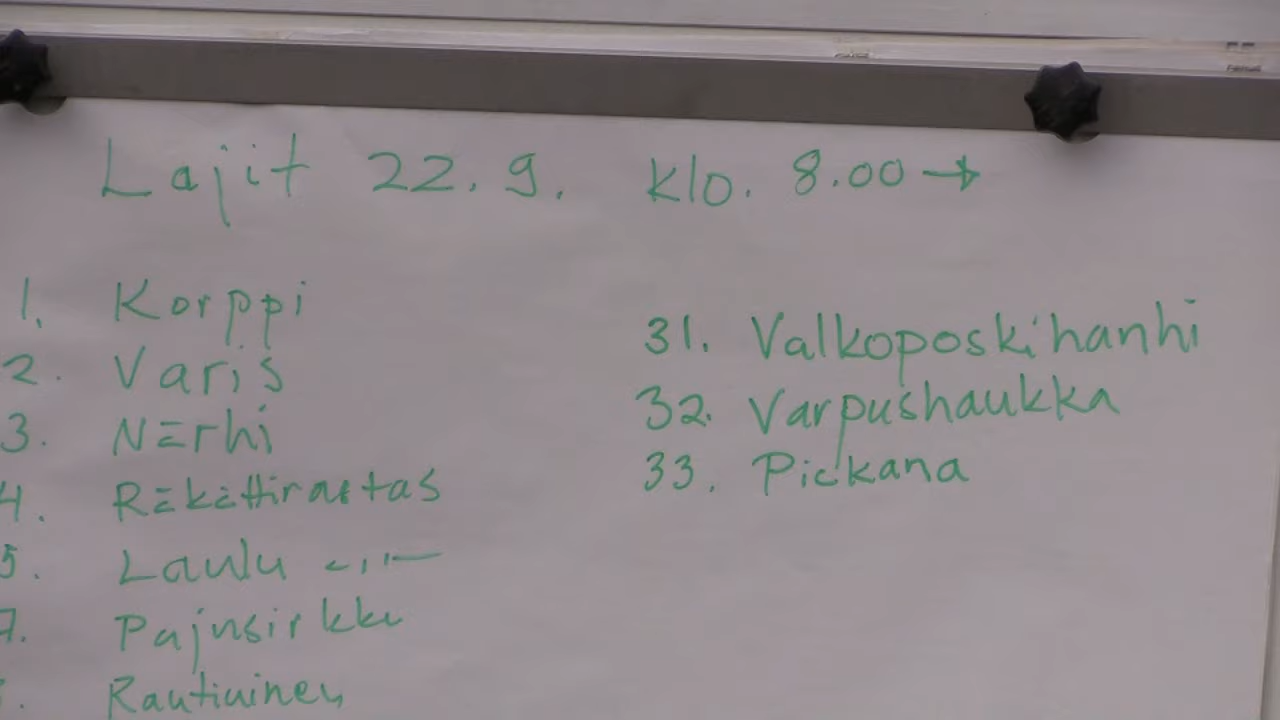 Lajit 22.9. klo. 8.00 →
1. Korppi
2. Varis
3. Närhi
4. Räkättirastas
5. Laulu -"-
7. Pajusirkku
Rautiainen
31. Valkoposkihanhi
32. Varpushaukka
33. Piekana